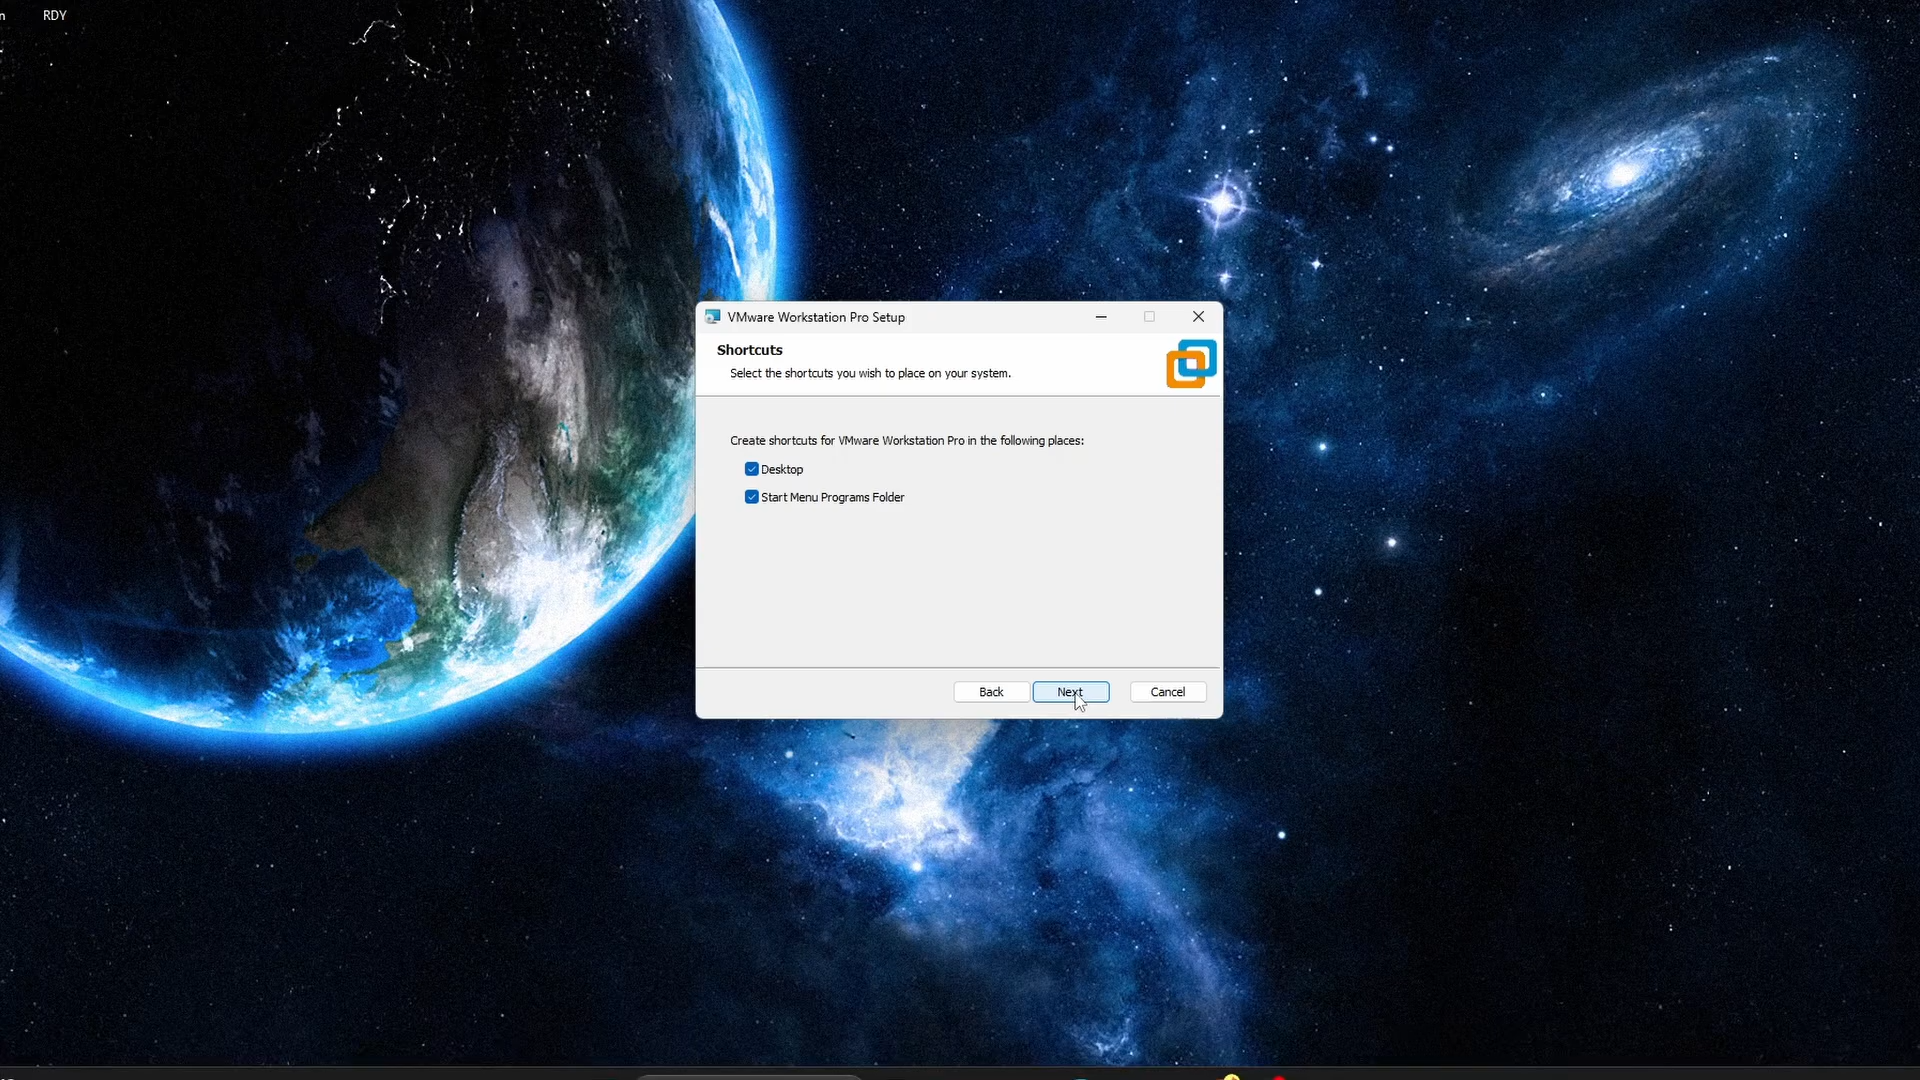 RDY
VMware Workstation Pro Setup
Shortcuts
Select the shortcuts you wish to place on your system.
Create shortcuts for VMware Workstation Pro in the following places:
Desktop
Start Menu Programs Folder
Back Next Cancel